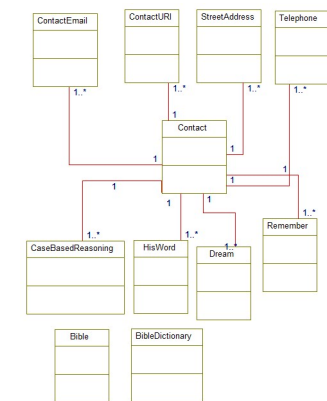 ContactEmail
ContactURI
StreetAddress
Telephone
1..*
1..*
1..*
1..*
1
Contact
1
1
1
1
1
1
1
1
1..*
1..*
1..*
1..*
CaseBasedReasoning
HisWord
Dream
Remember
Bible
BibleDictionary